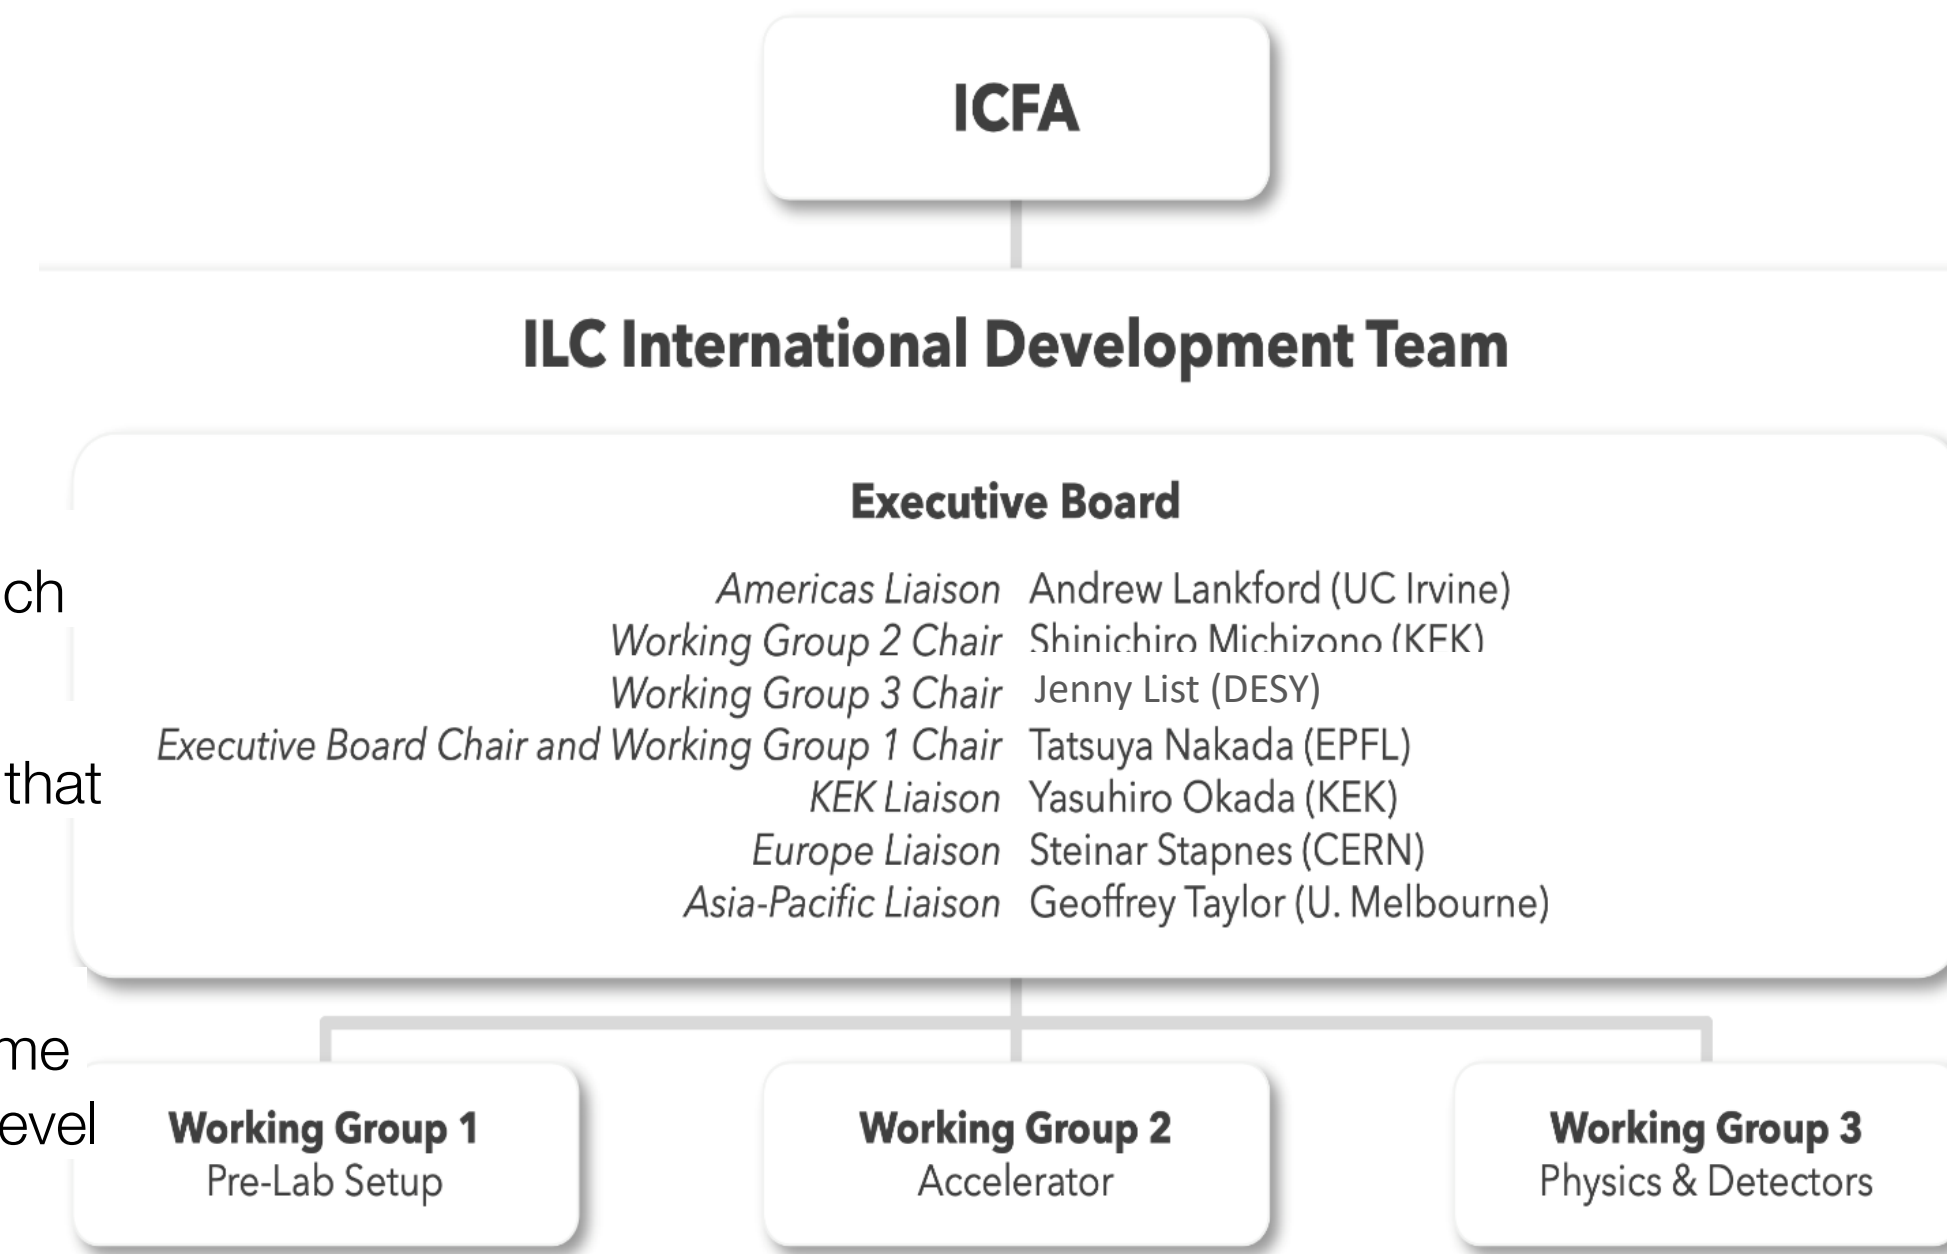 ICFA
ILC International Development Team
Executive Board
ch
Americas Liaison Andrew Lankford (UC Irvine)
Working Group 2 Chair Shinichiro Michizono (KEK)
Working Group 3 Chair Jenny List (DESY)
Executive Board Chair and Working Group 1 Chair Tatsuya Nakada (EPFL)
that
KEK Liaison Yasuhiro Okada (KEK)
Europe Liaison Steinar Stapnes (CERN)
Asia-Pacific Liaison Geoffrey Taylor (U. Melbourne)
me
evel
Working Group 1
Pre-Lab Setup
Working Group 2
Accelerator
Working Group 3
Physics & Detectors